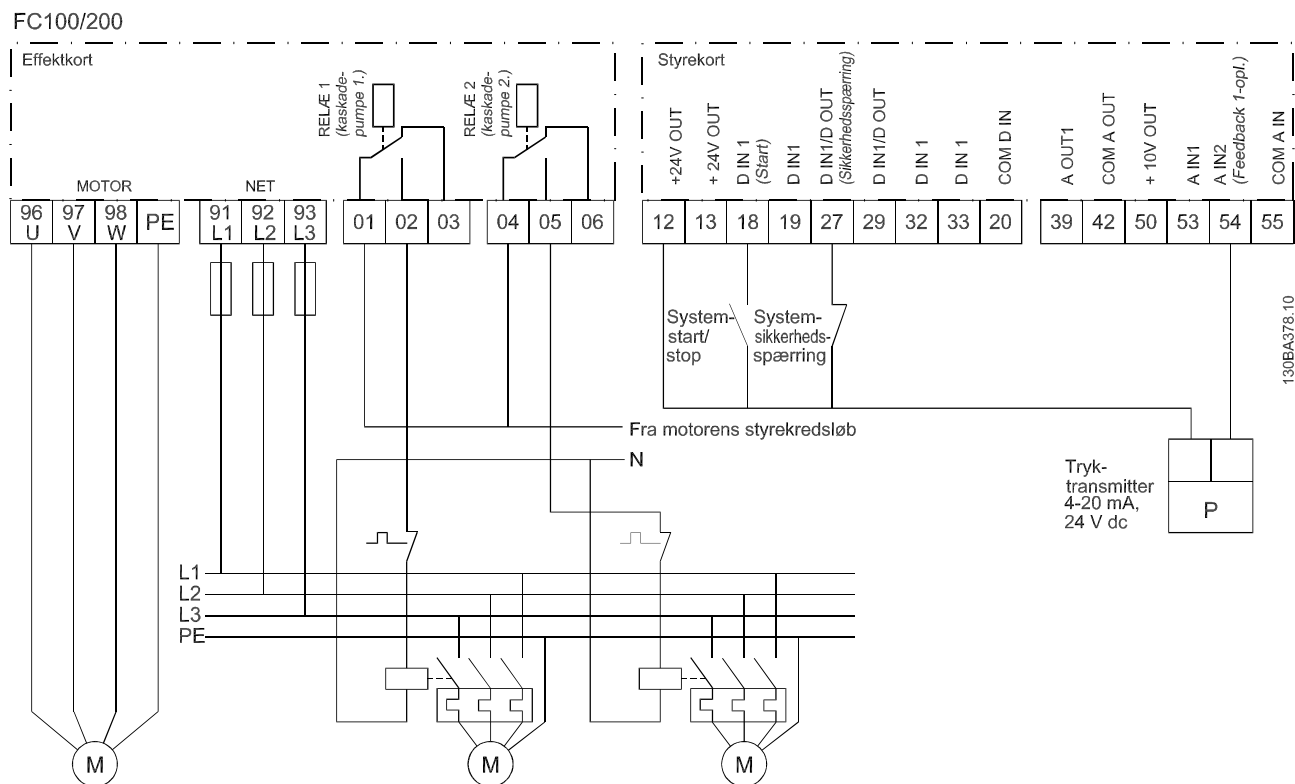 FC100/200
Effektkort
RELÆ 1
(kaskade-
pumpe 1.)
RELÆ 2
(kaskade-
pumpe 2.)
MOTOR
NET
96
U
97
V
98
W
PE
91
L1
92
L2
93
L3
01
02
03
04
05
06
Styrekort
+24V OUT
+ 24V OUT
D IN 1
(Start)
D IN1
D IN1/D OUT
(Sikkerhedsspærring)
D IN1/D OUT
D IN 1
D IN 1
COM D IN
A OUT1
COM A OUT
+ 10V OUT
A IN1
A IN2
(Feedback 1-opl.)
COM A IN
12
13
18
19
27
29
32
33
20
39
42
50
53
54
55
System-
start/
stop
System-
sikkerheds-
spærring
130BA378.10
Fra motorens styrekredsløb
N
Tryk-
transmitter
4-20 mA,
24 V dc
P
L1
L2
L3
PE
M
M
M